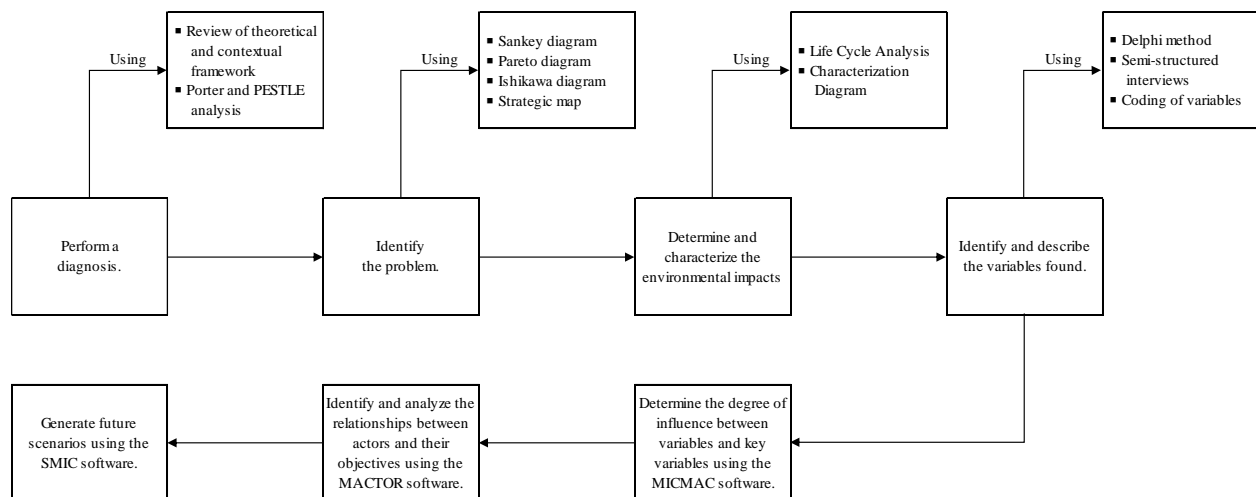 Using
▪ Review of theoretical
and contextual
framework
▪ Porter and PESTLE
analysis
Using
▪ Sankey diagram
▪ Pareto diagram
▪ Ishikawa diagram
▪ Strategic map
Using
▪ Life Cycle Analysis
▪ Characterization
Diagram
Using
▪ Delphi method
▪ Semi-structured
interviews
▪ Coding of variables
Perform a
diagnosis.
Identify
the problem.
Determine and
characterize the
environmental impacts
Identify and describe
the variables found.
Generate future
scenarios using the
SMIC software.
Identify and analyze the
relationships between
actors and their
objectives using the
MACTOR software.
Determine the degree of
influence between
variables and key
variables using the
MICMAC software.